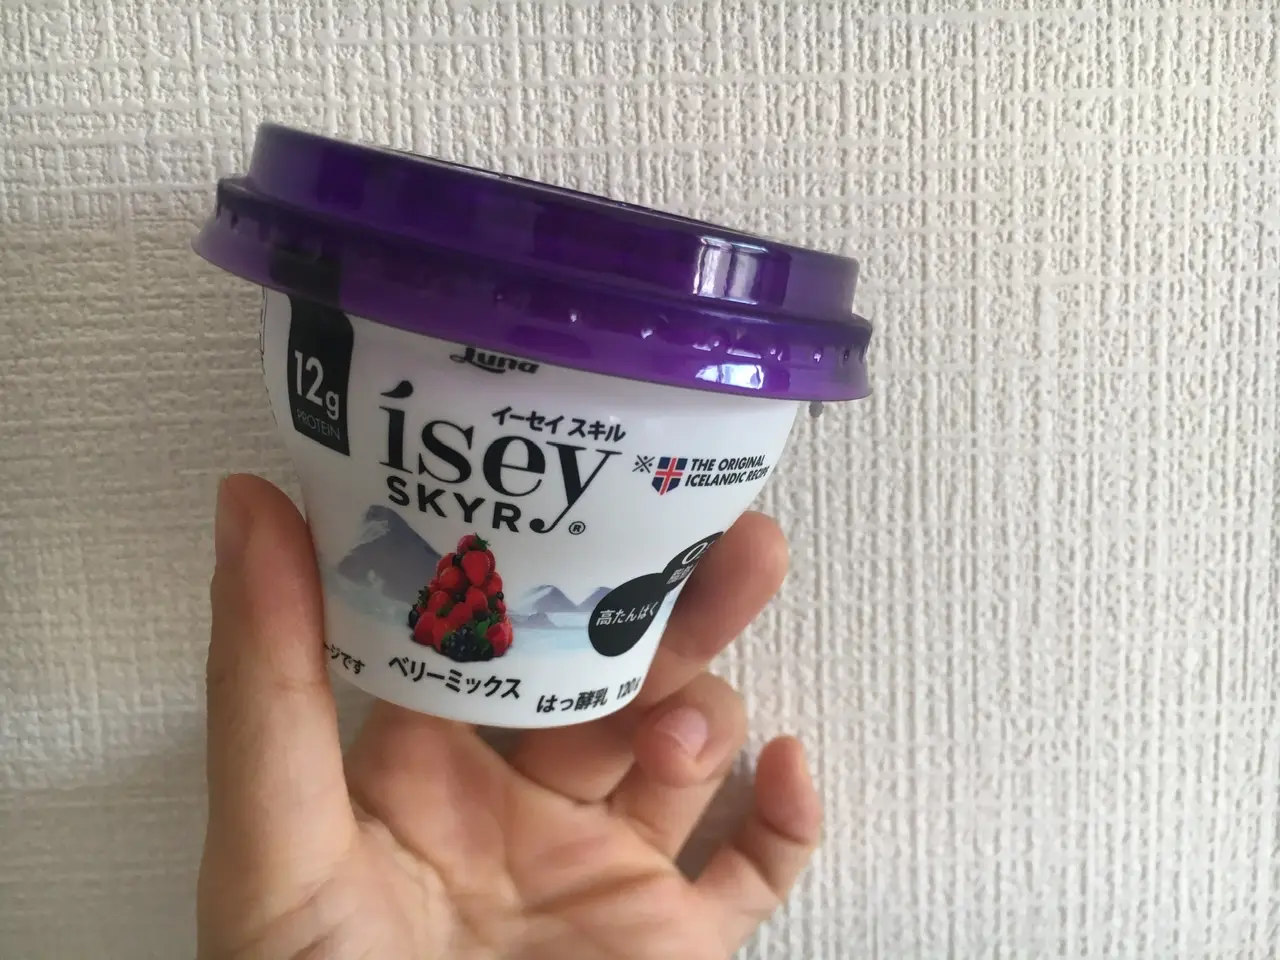 Luna
12g
PROTEIN
イーセイ スキル
ísey
SKYR®
※ THE ORIGINAL
ICELANDIC RECIPE
高たんぱく
ージです
ベリーミックス
はっ酵乳 120g